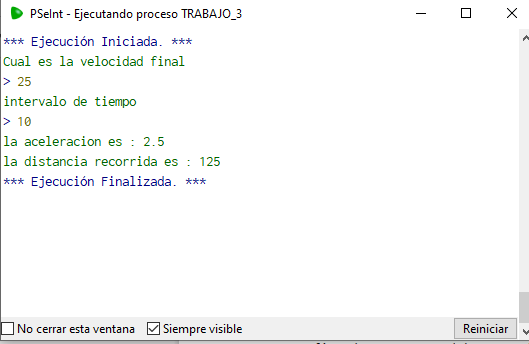 PSeInt - Ejecutando proceso TRABAJO_3
*** Ejecución Iniciada. ***
Cual es la velocidad final
> 25
intervalo de tiempo
> 10
la aceleracion es : 2.5
la distancia recorrida es : 125
*** Ejecución Finalizada. ***
No cerrar esta ventana Siempre visible Reiniciar